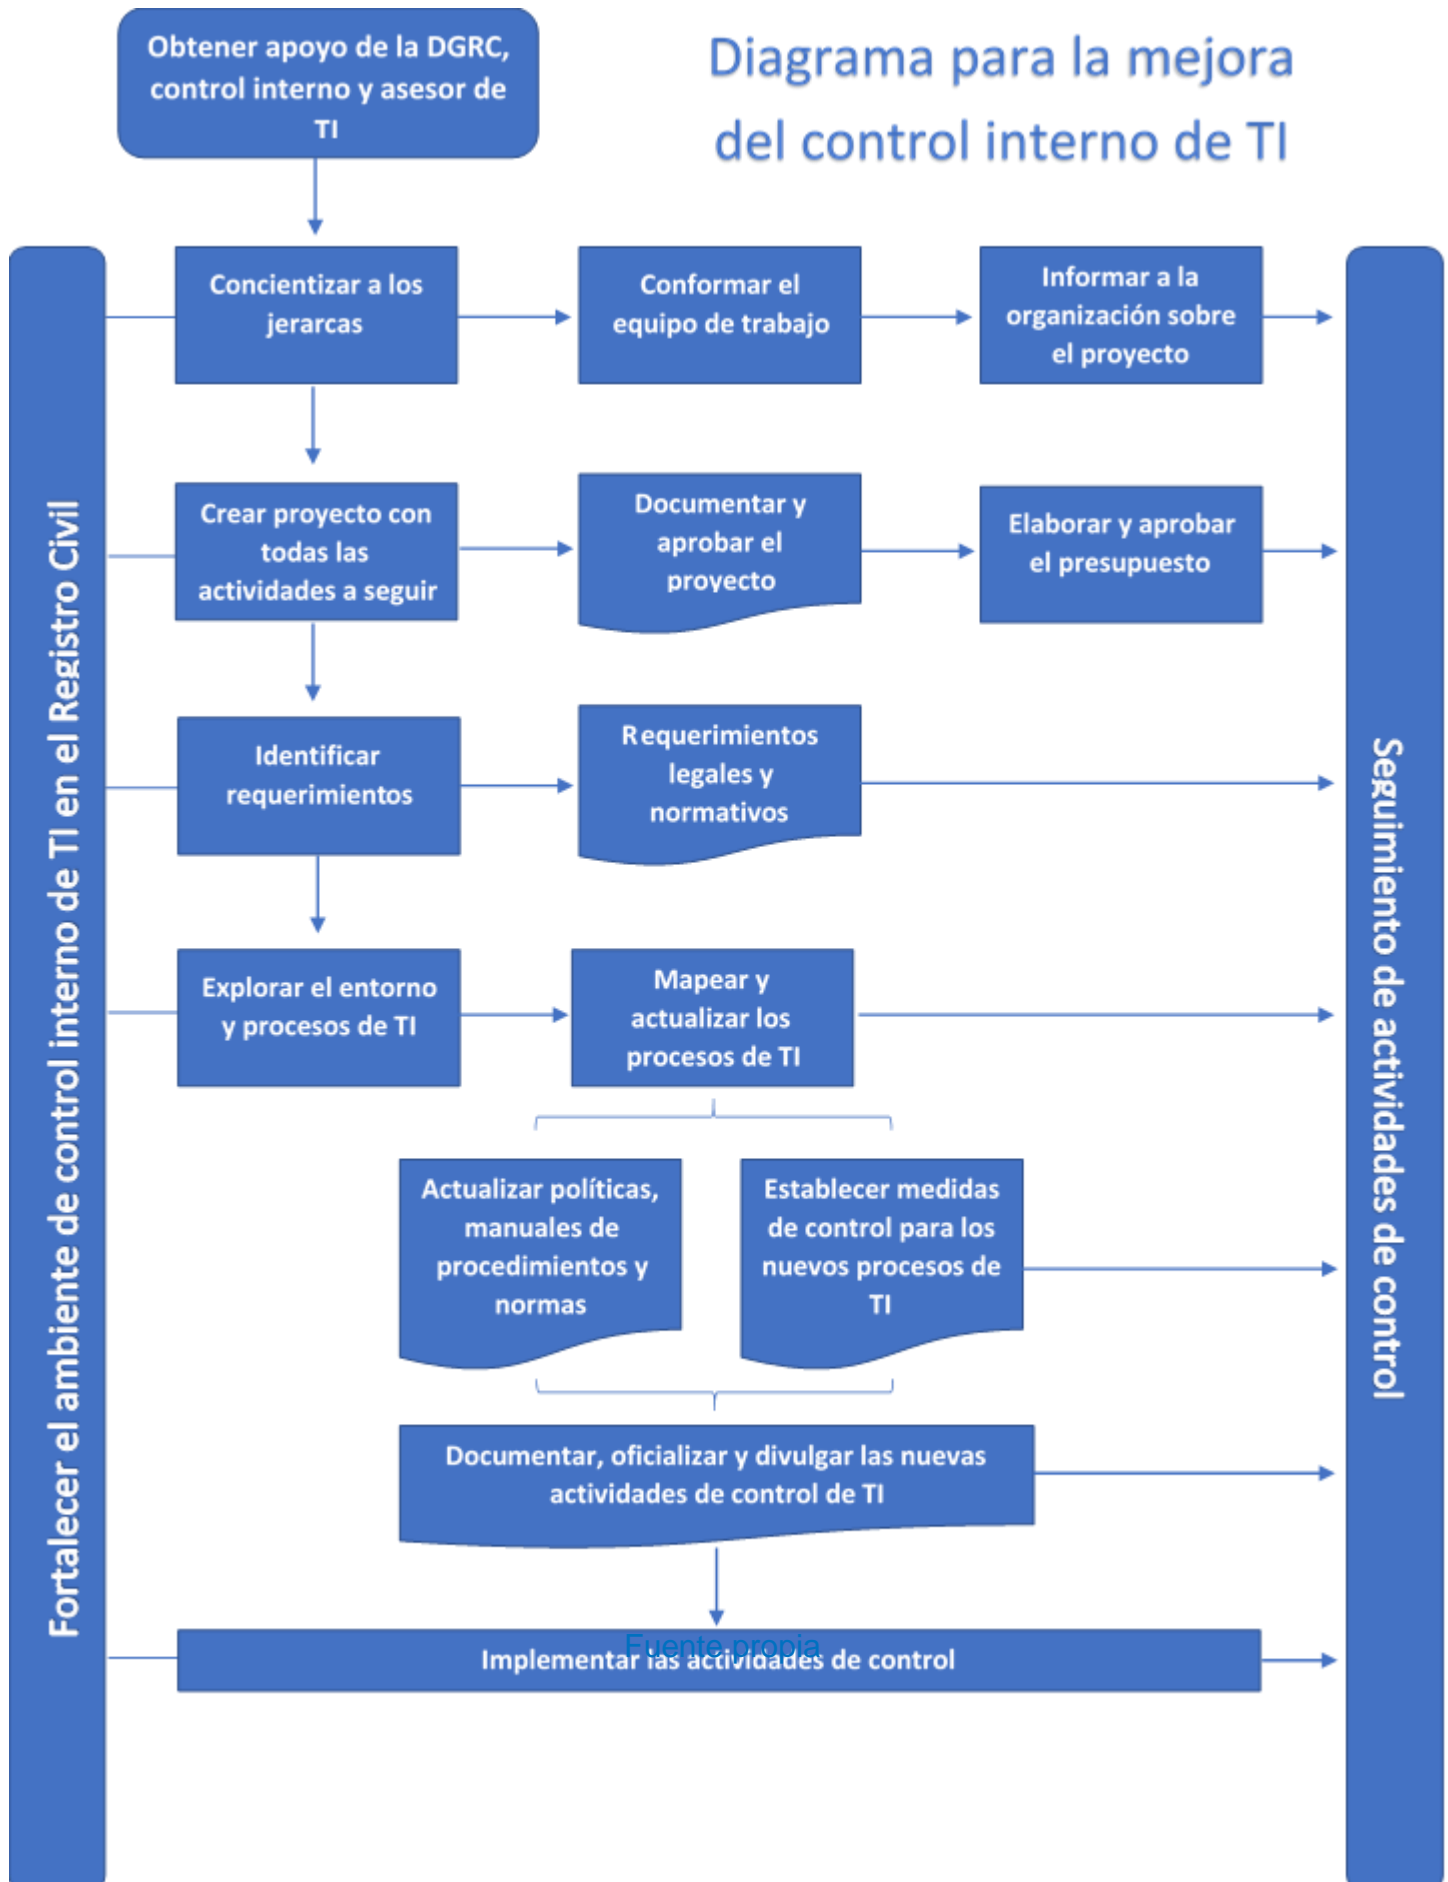 Obtener apoyo de la DGRC,
control interno y asesor de
TI
Diagrama para la mejora
del control interno de TI
Fortalecer el ambiente de control interno de TI en el Registro Civil
Concientizar a los
jerarcas
Conformar el
equipo de trabajo
Informar a la
organización sobre
el proyecto
Crear proyecto con
todas las
actividades a seguir
Documentar y
aprobar el
proyecto
Elaborar y aprobar
el presupuesto
Identificar
requerimientos
Requerimientos
legales y
normativos
Explorar el entorno
y procesos de TI
Mapear y
actualizar los
procesos de TI
Actualizar políticas,
manuales de
procedimientos y
normas
Establecer medidas
de control para los
nuevos procesos de
TI
Documentar, oficializar y divulgar las nuevas
actividades de control de TI
Fuente propia
Implementar las actividades de control
Seguimiento de actividades de control